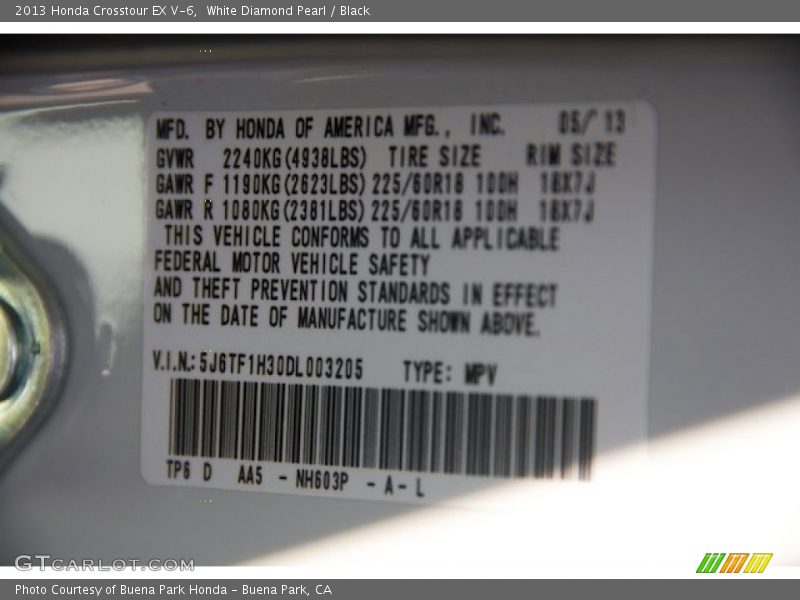 2013 Honda Crosstour EX V-6,  White Diamond Pearl / Black
MFD. BY HONDA OF AMERICA MFG., INC. 05/13
GVWR 2240KG(4938LBS) TIRE SIZE RIM SIZE
GAWR F 1190KG(2623LBS) 225/60R18 100H 18X7J
GAWR R 1080KG(2381LBS) 225/60R18 100H 18X7J
THIS VEHICLE CONFORMS TO ALL APPLICABLE
FEDERAL MOTOR VEHICLE SAFETY
AND THEFT PREVENTION STANDARDS IN EFFECT
ON THE DATE OF MANUFACTURE SHOWN ABOVE.
V.I.N.: 5J6TF1H30DL003205 TYPE: MPV
TP6 D AA5 - NH603P - A- L
GTcarlot.com
Photo Courtesy of Buena Park Honda - Buena Park, CA